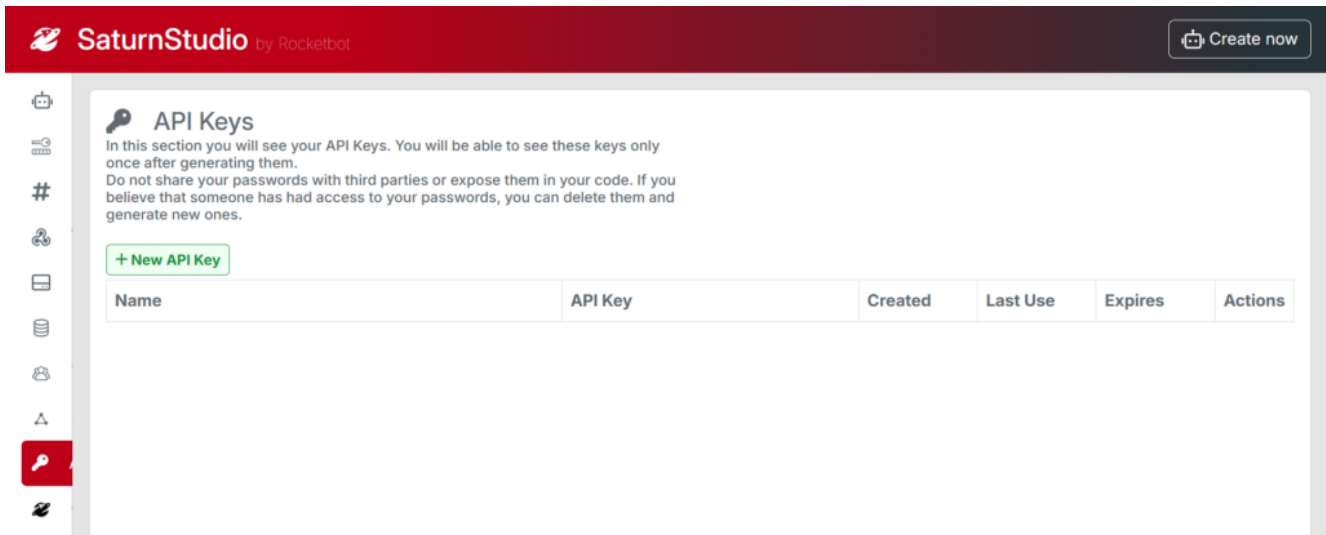 SaturnStudio by Rocketbot
Create now
API Keys
In this section you will see your API Keys. You will be able to see these keys only
once after generating them.
Do not share your passwords with third parties or expose them in your code. If you
believe that someone has had access to your passwords, you can delete them and
generate new ones.
+ New API Key
Name API Key Created Last Use Expires Actions